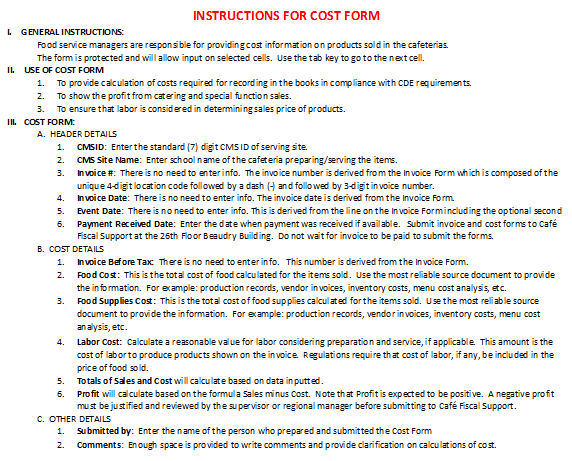 INSTRUCTIONS FOR COST FORM
I. GENERAL INSTRUCTIONS:
Food service managers are responsible for providing cost information on products sold in the cafeterias.
The form is protected and will allow input on selected cells. Use the tab key to go to the next cell.
II. USE OF COST FORM
1. To provide calculation of costs required for recording in the books in compliance with CDE requirements.
2. To show the profit from catering and special function sales.
3. To ensure that labor is considered in determining sales price of products.
III. COST FORM:
A. HEADER DETAILS
1. CMSID: Enter the standard (7) digit CMS ID of serving site.
2. CMS Site Name: Enter school name of the cafeteria preparing/serving the items.
3. Invoice #: There is no need to enter info. The invoice number is derived from the Invoice Form which is composed of the
unique 4-digit location code followed by a dash (-) and followed by 3-digit invoice number.
4. Invoice Date: There is no need to enter info. The invoice date is derived from the Invoice Form.
5. Event Date: There is no need to enter info. This is derived from the line on the Invoice Form including the optional second
6. Payment Received Date: Enter the date when payment was received if available. Submit invoice and cost forms to Café
Fiscal Support at the 26th Floor Beaudry Building. Do not wait for invoice to be paid to submit the forms.
B. COST DETAILS
1. Invoice Before Tax: There is no need to enter info. This number is derived from the Invoice Form.
2. Food Cost: This is the total cost of food calculated for the items sold. Use the most reliable source document to provide
the information. For example: production records, vendor invoices, inventory costs, menu cost analysis, etc.
3. Food Supplies Cost: This is the total cost of food supplies calculated for the items sold. Use the most reliable source
document to provide the information. For example: production records, vendor invoices, inventory costs, menu cost
analysis, etc.
4. Labor Cost: Calculate a reasonable value for labor considering preparation and service, if applicable. This amount is the
cost of labor to produce products shown on the invoice. Regulations require that cost of labor, if any, be included in the
price of food sold.
5. Totals of Sales and Cost will calculate based on data inputted.
6. Profit will calculate based on the formula Sales minus Cost. Note that Profit is expected to be positive. A negative profit
must be justified and reviewed by the supervisor or regional manager before submitting to Café Fiscal Support.
C. OTHER DETAILS
1. Submitted by: Enter the name of the person who prepared and submitted the Cost Form
2. Comments: Enough space is provided to write comments and provide clarification on calculations of cost.